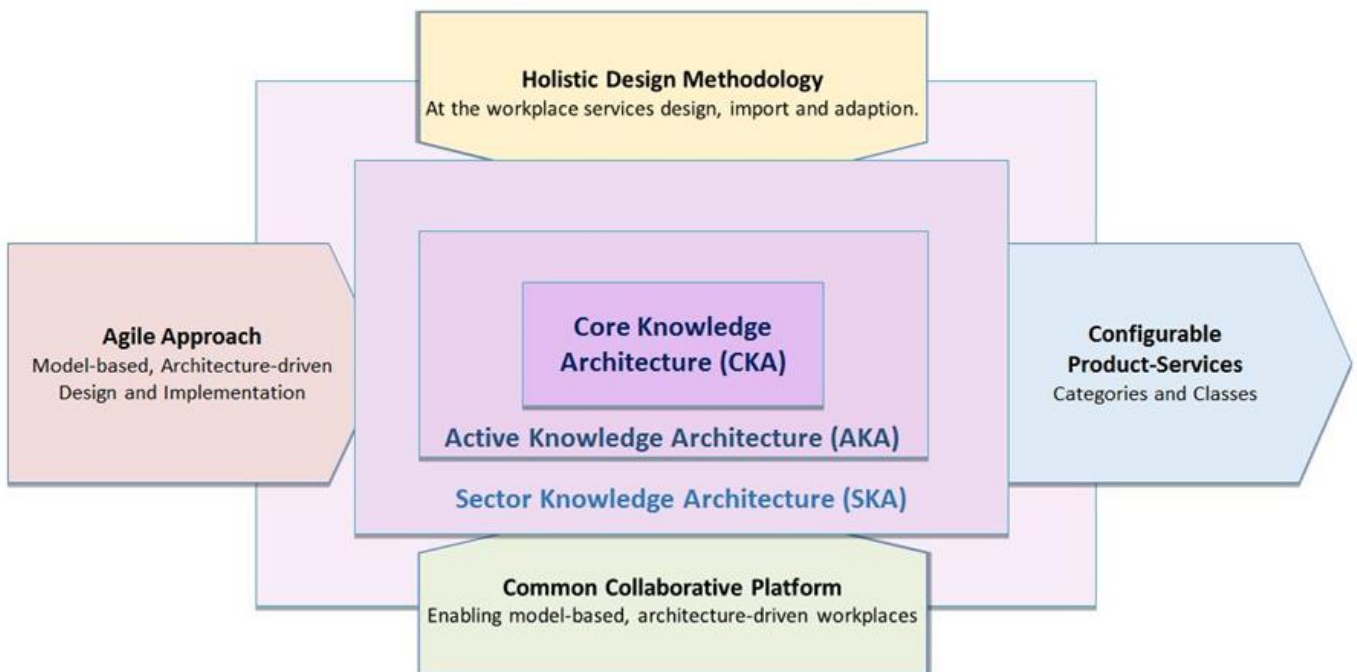 Holistic Design Methodology
At the workplace services design, import and adaption.
Agile Approach
Model-based, Architecture-driven
Design and Implementation
Core Knowledge
Architecture (CKA)
Active Knowledge Architecture (AKA)
Sector Knowledge Architecture (SKA)
Configurable
Product-Services
Categories and Classes
Common Collaborative Platform
Enabling model-based, architecture-driven workplaces